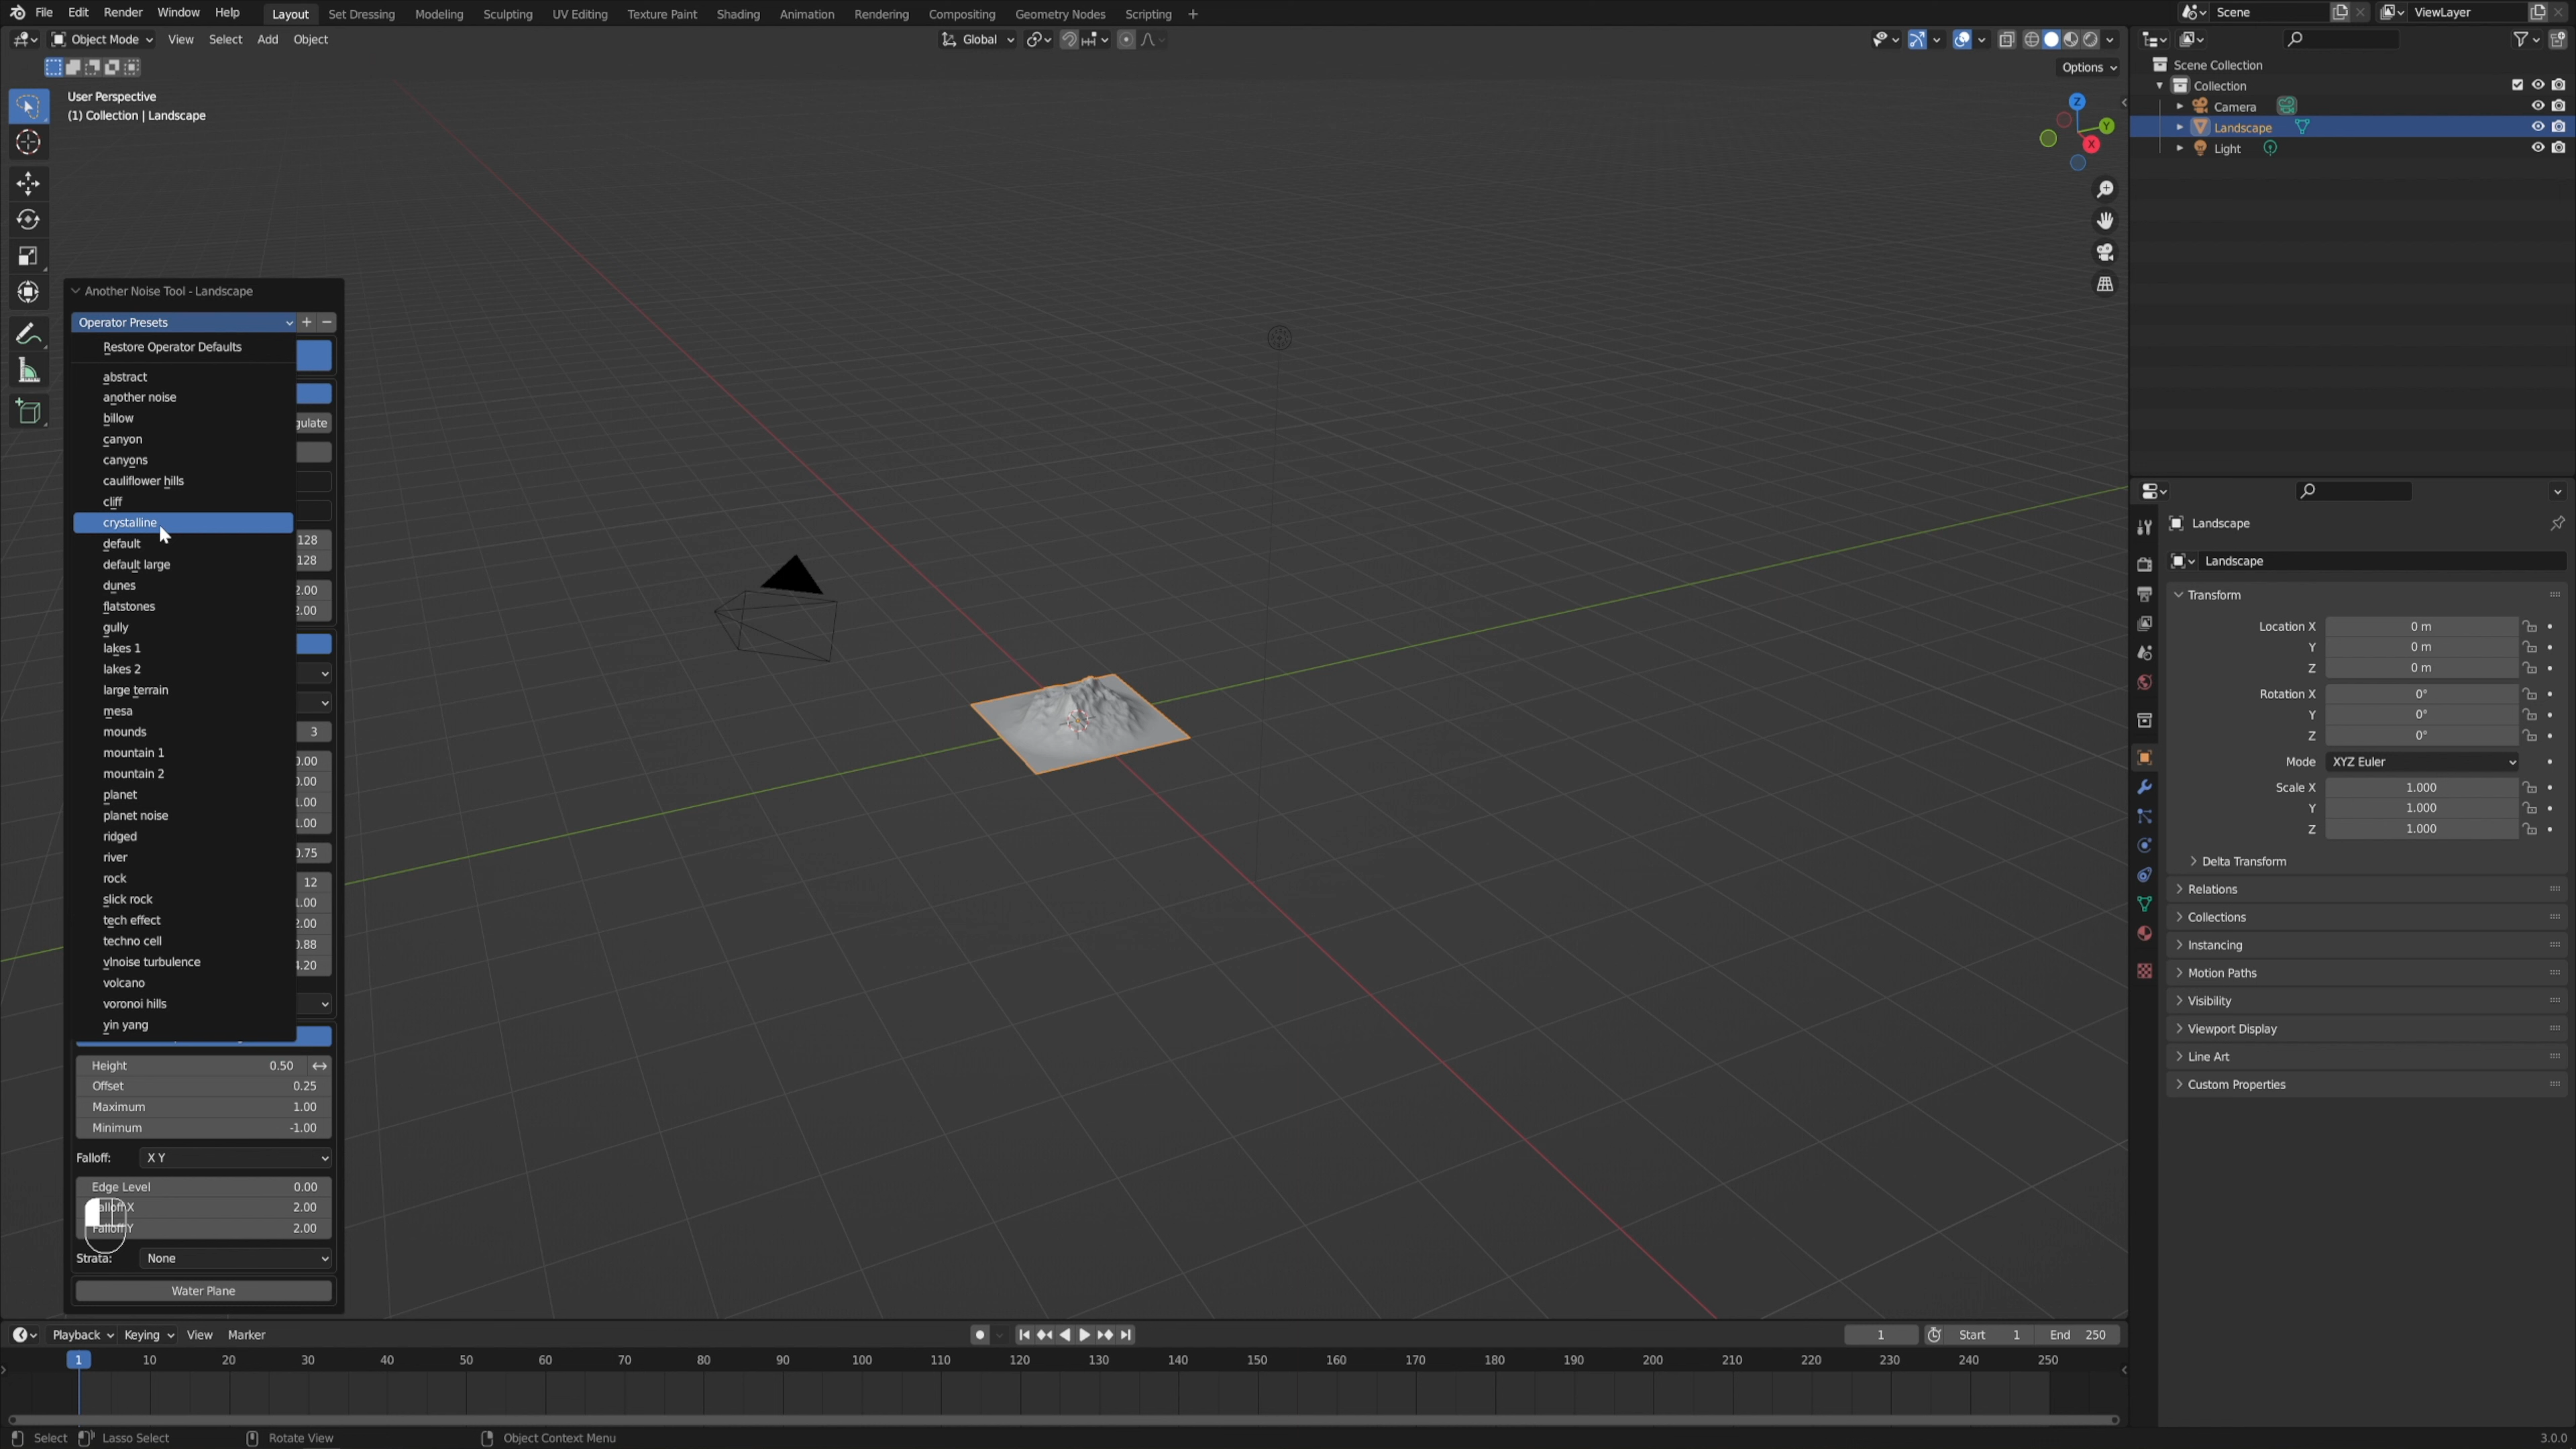 File Edit Render Window Help Layout Set Dressing Modeling Sculpting UV Editing Texture Paint Shading Animation Rendering Compositing Geometry Nodes Scripting + Scene ViewLayer
Object Mode View Select Add Object Global
Options
User Perspective
(1) Collection | Landscape
Z
Y
X
Scene Collection
Collection
Camera
Landscape
Light
Another Noise Tool - Landscape
Operator Presets
Restore Operator Defaults
abstract
another noise
billow
gulate
canyon
canyons
cauliflower hills
cliff
crystalline
128
default
128
default large
dunes
2.00
flatstones
2.00
gully
lakes 1
lakes 2
large terrain
mesa
mounds
3
mountain 1
0.00
mountain 2
0.00
planet
1.00
planet noise
1.00
ridged
0.75
river
rock
12
slick rock
1.00
tech effect
2.00
techno cell
0.88
vlnoise turbulence
4.20
volcano
voronoi hills
yin yang
Height 0.50
Offset 0.25
Maximum 1.00
Minimum -1.00
Falloff: X Y
Edge Level 0.00
Falloff X 2.00
Falloff Y 2.00
Strata: None
Water Plane
Landscape
Landscape
Transform
Location X 0 m
Y 0 m
Z 0 m
Rotation X 0°
Y 0°
Z 0°
Mode XYZ Euler
Scale X 1.000
Y 1.000
Z 1.000
Delta Transform
Relations
Collections
Instancing
Motion Paths
Visibility
Viewport Display
Line Art
Custom Properties
Playback Keying View Marker 1 Start 1 End 250
1 10 20 30 40 50 60 70 80 90 100 110 120 130 140 150 160 170 180 190 200 210 220 230 240 250
Select Lasso Select Rotate View Object Context Menu 3.0.0